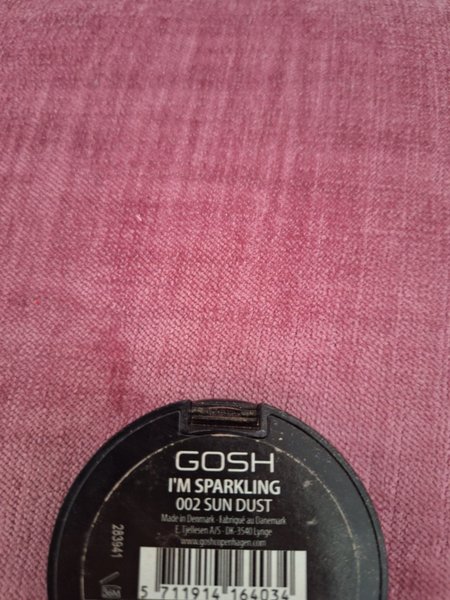 GOSH
I'M SPARKLING
002 SUN DUST
Made in Denmark · Fabriqué au Danemark
E. Tjellesen A/S · DK-3540 Lynge
www.goshcopenhagen.com
283941
5 711914 164034